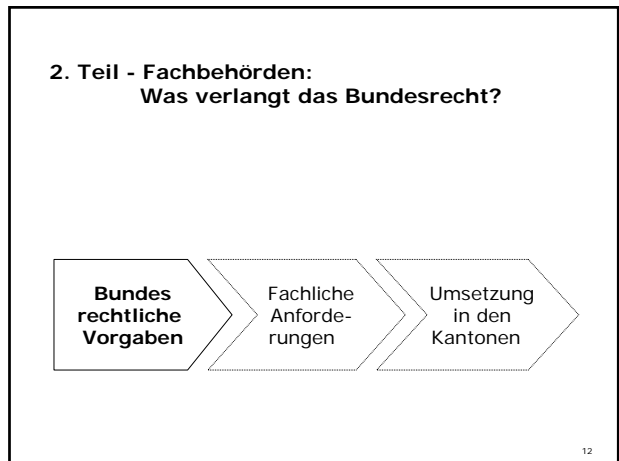 2. Teil - Fachbehörden:
Was verlangt das Bundesrecht?
Bundes
rechtliche
Vorgaben
Fachliche
Anforde-
rungen
Umsetzung
in den
Kantonen
12